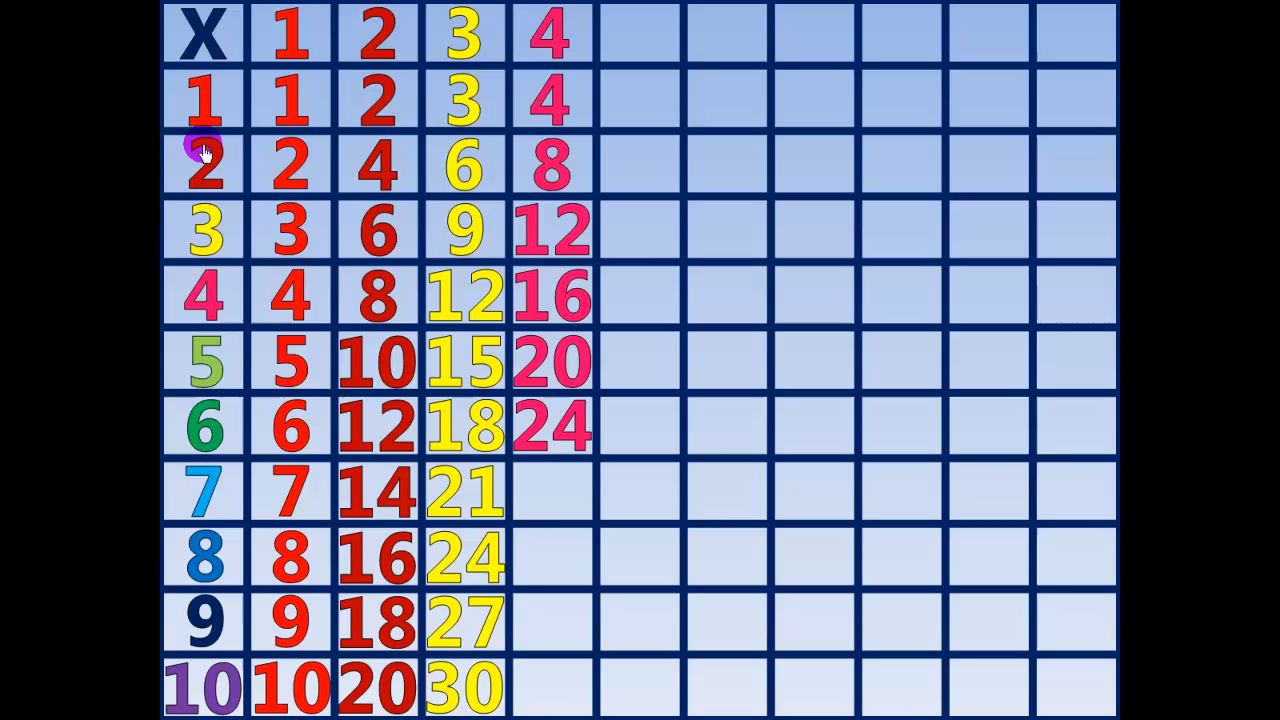 X 1 2 3 4
1 1 2 3 4
2 2 4 6 8
3 3 6 9 12
4 4 8 12 16
5 5 10 15 20
6 6 12 18 24
7 7 14 21
8 8 16 24
9 9 18 27
10 10 20 30